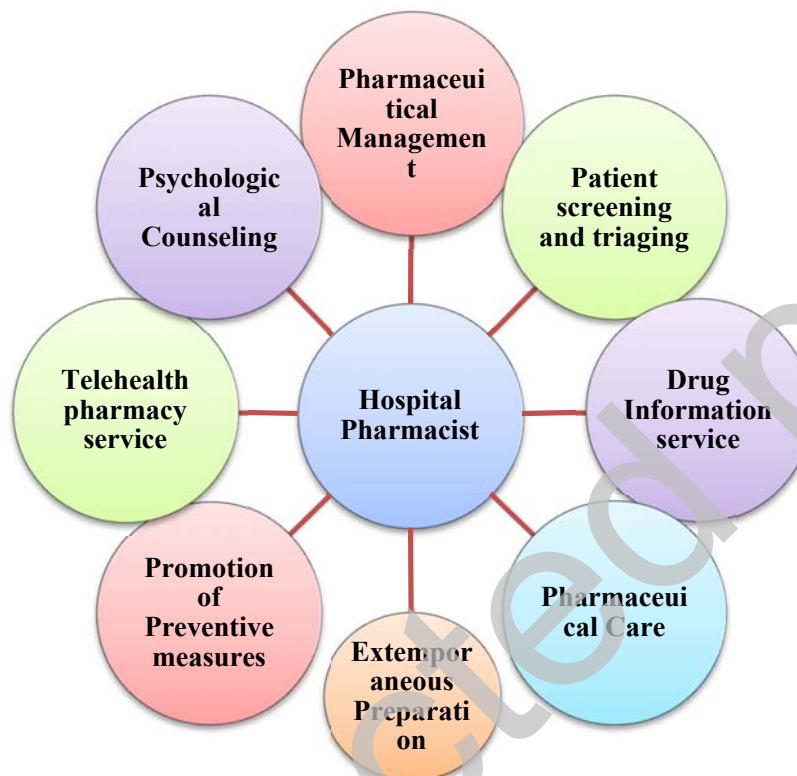 Pharmaceui
tical
Managemen
t
Patient
screening
and triaging
Drug
Information
service
Pharmaceui
cal Care
Extempor
aneous
Preparati
on
Promotion
of
Preventive
measures
Telehealth
pharmacy
service
Psychologic
al
Counseling
Hospital
Pharmacist